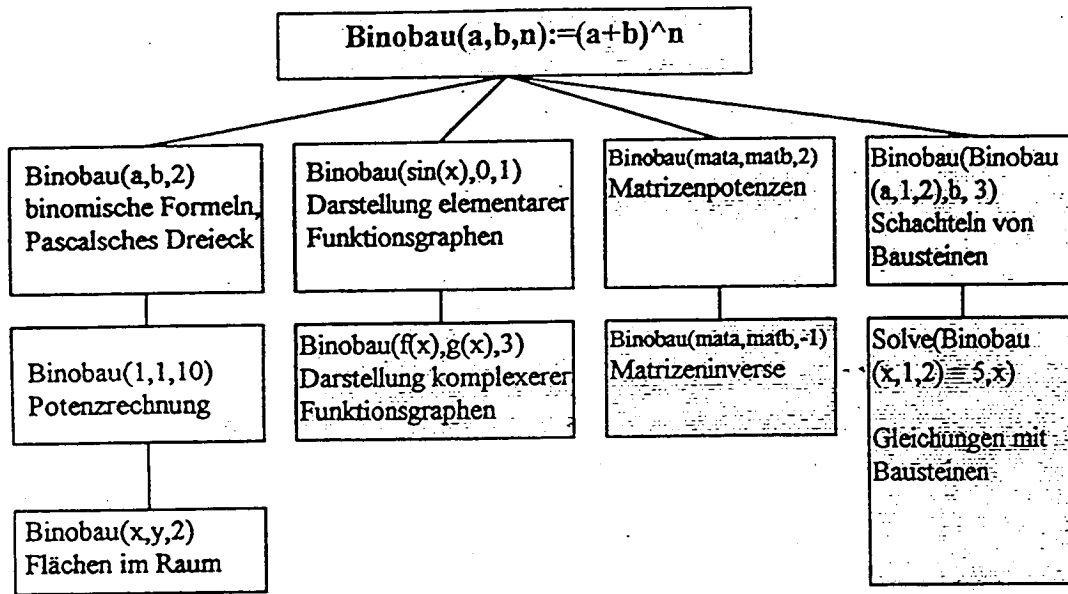 Binobau(a,b,n):=(a+b)^n
Binobau(a,b,2)
binomische Formeln,
Pascalsches Dreieck
Binobau(sin(x),0,1)
Darstellung elementarer
Funktionsgraphen
Binobau(mata,matb,2)
Matrizenpotenzen
Binobau(Binobau
(a,1,2),b, 3)
Schachteln von
Bausteinen
Binobau(1,1,10)
Potenzrechnung
Binobau(f(x),g(x),3)
Darstellung komplexerer
Funktionsgraphen
Binobau(mata,matb,-1)
Matrizeninverse
Solve(Binobau
(x,1,2) = 5,x)
Gleichungen mit
Bausteinen
Binobau(x,y,2)
Flächen im Raum